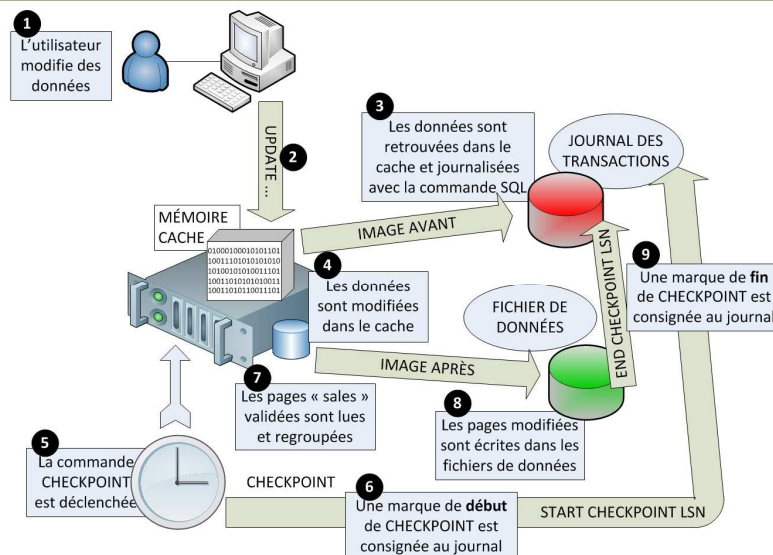 1
L'utilisateur
modifie des
données
UPDATE ...
2
3
Les données sont
retrouvées dans le
cache et journalisées
avec la commande SQL
JOURNAL DES
TRANSACTIONS
MÉMOIRE
CACHE
01000100010101101
10011101010101010
10100101010011101
10011010101010011
10011010110011101
IMAGE AVANT
4
Les données
sont modifiées
dans le cache
FICHIER DE
DONNÉES
END CHECKPOINT LSN
9
Une marque de fin
de CHECKPOINT est
consignée au journal
IMAGE APRÈS
7
Les pages « sales »
validées sont lues
et regroupées
8
Les pages modifiées
sont écrites dans les
fichiers de données
5
La commande
CHECKPOINT
est déclenchée
CHECKPOINT
6
Une marque de début
de CHECKPOINT est
consignée au journal
START CHECKPOINT LSN